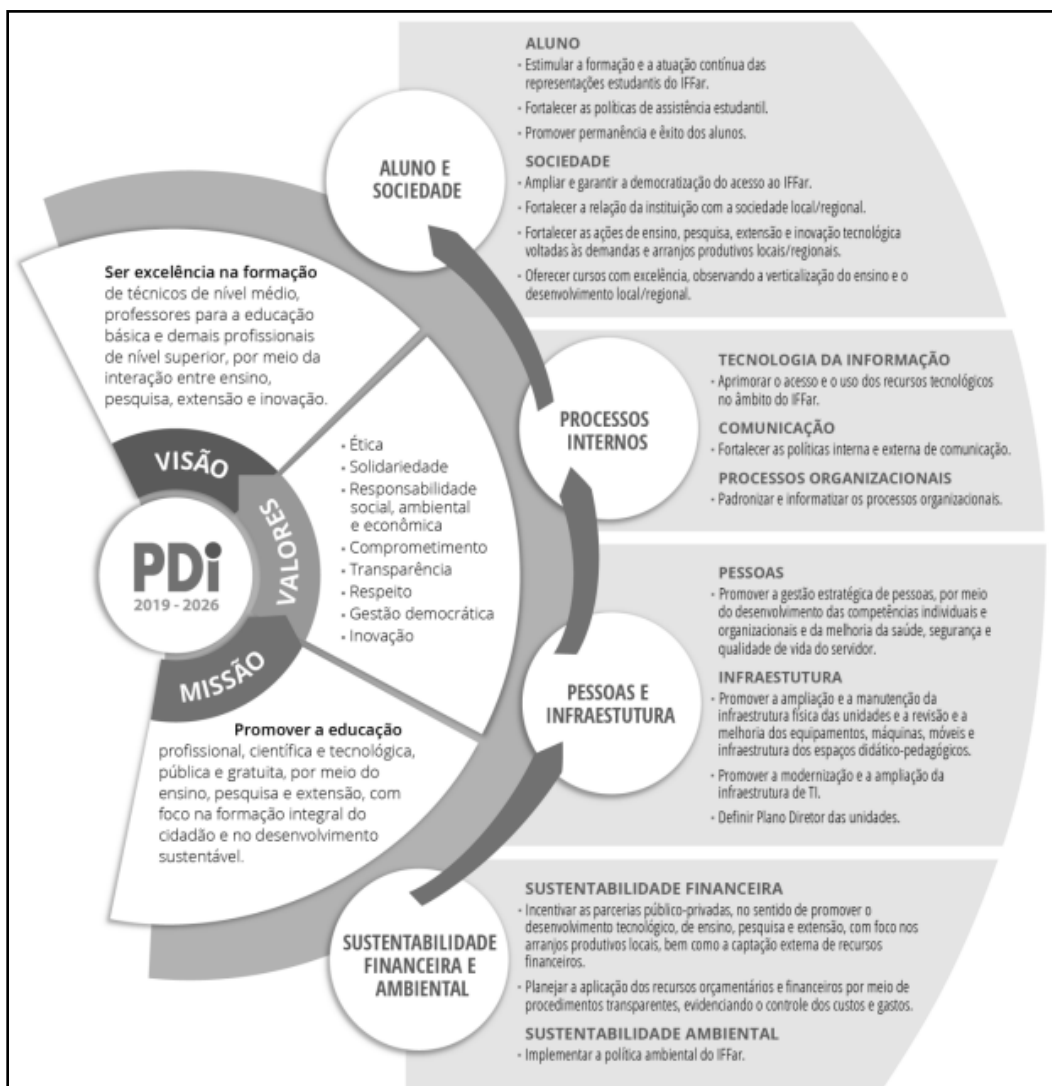 Ser excelência na formação
de técnicos de nível médio,
professores para a educação
básica e demais profissionais
de nível superior, por meio da
interação entre ensino,
pesquisa, extensão e inovação.
VISÃO
VALORES
• Ética
• Solidariedade
• Responsabilidade
social, ambiental
e econômica
• Comprometimento
• Transparência
• Respeito
• Gestão democrática
• Inovação
PDi
2019 - 2026
MISSÃO
Promover a educação
profissional, científica e tecnológica,
pública e gratuita, por meio do
ensino, pesquisa e extensão, com
foco na formação integral do
cidadão e no desenvolvimento
sustentável.
ALUNO E
SOCIEDADE
ALUNO
• Estimular a formação e a atuação contínua das
representações estudantis do IFFar.
• Fortalecer as políticas de assistência estudantil.
• Promover permanência e êxito dos alunos.
SOCIEDADE
• Ampliar e garantir a democratização do acesso ao IFFar.
• Fortalecer a relação da instituição com a sociedade local/regional.
• Fortalecer as ações de ensino, pesquisa, extensão e inovação tecnológica
voltadas às demandas e arranjos produtivos locais/regionais.
• Oferecer cursos com excelência, observando a verticalização do ensino e o
desenvolvimento local/regional.
PROCESSOS
INTERNOS
TECNOLOGIA DA INFORMAÇÃO
• Aprimorar o acesso e o uso dos recursos tecnológicos
no âmbito do IFFar.
COMUNICAÇÃO
• Fortalecer as políticas interna e externa de comunicação.
PROCESSOS ORGANIZACIONAIS
• Padronizar e informatizar os processos organizacionais.
PESSOAS E
INFRAESTUTURA
PESSOAS
• Promover a gestão estratégica de pessoas, por meio
do desenvolvimento das competências individuais e
organizacionais e da melhoria da saúde, segurança e
qualidade de vida do servidor.
INFRAESTUTURA
• Promover a ampliação e a manutenção da
infraestrutura física das unidades e a revisão e a
melhoria dos equipamentos, máquinas, móveis e
infraestrutura dos espaços didático-pedagógicos.
• Promover a modernização e a ampliação da
infraestrutura de TI.
• Definir Plano Diretor das unidades.
SUSTENTABILIDADE
FINANCEIRA E
AMBIENTAL
SUSTENTABILIDADE FINANCEIRA
• Incentivar as parcerias público-privadas, no sentido de promover o
desenvolvimento tecnológico, de ensino, pesquisa e extensão, com foco nos
arranjos produtivos locais, bem como a captação externa de recursos
financeiros.
• Planejar a aplicação dos recursos orçamentários e financeiros por meio de
procedimentos transparentes, evidenciando o controle dos custos e gastos.
SUSTENTABILIDADE AMBIENTAL
• Implementar a política ambiental do IFFar.